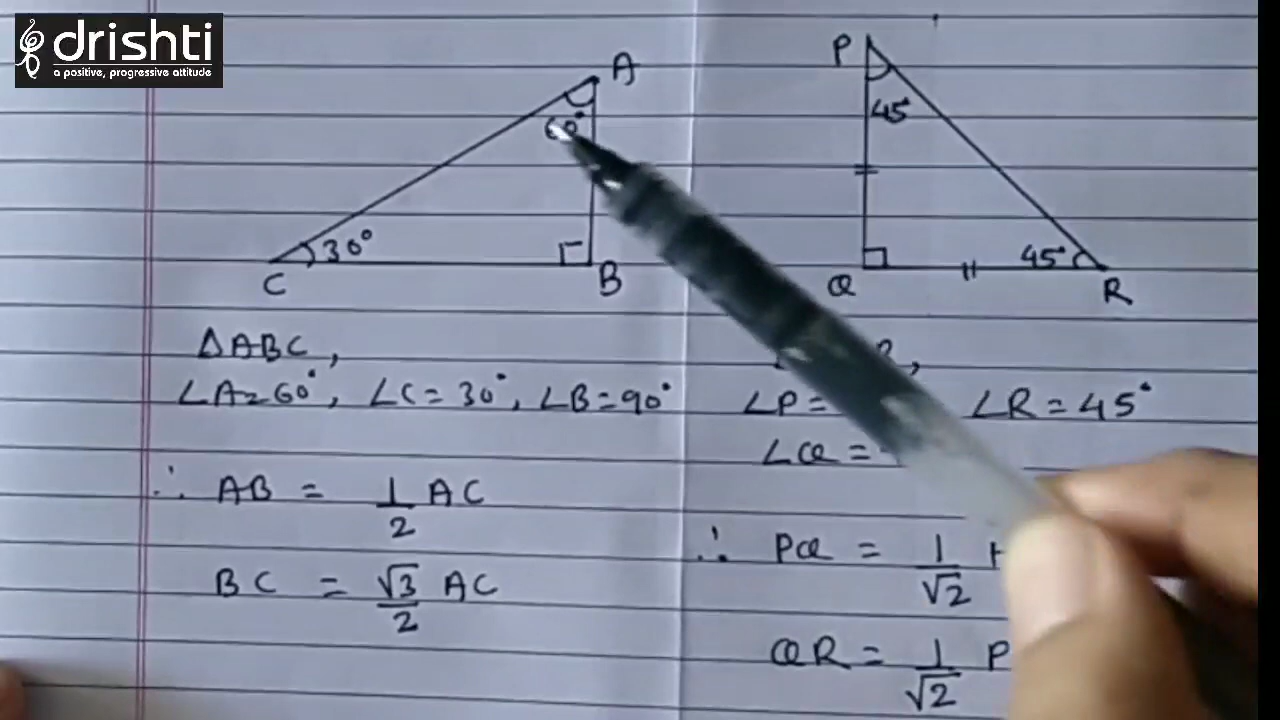 drishti
a positive, progressive attitude
A
60°
30°
C
B
P
45°
45°
Q
R
ΔABC,
∠A=60°, ∠C=30°, ∠B=90°
∴ AB = 1/2 AC
BC = √3/2 AC
∠P= ∠R=45°
∠Q=
∴ PQ = 1/√2
QR = 1/√2 P